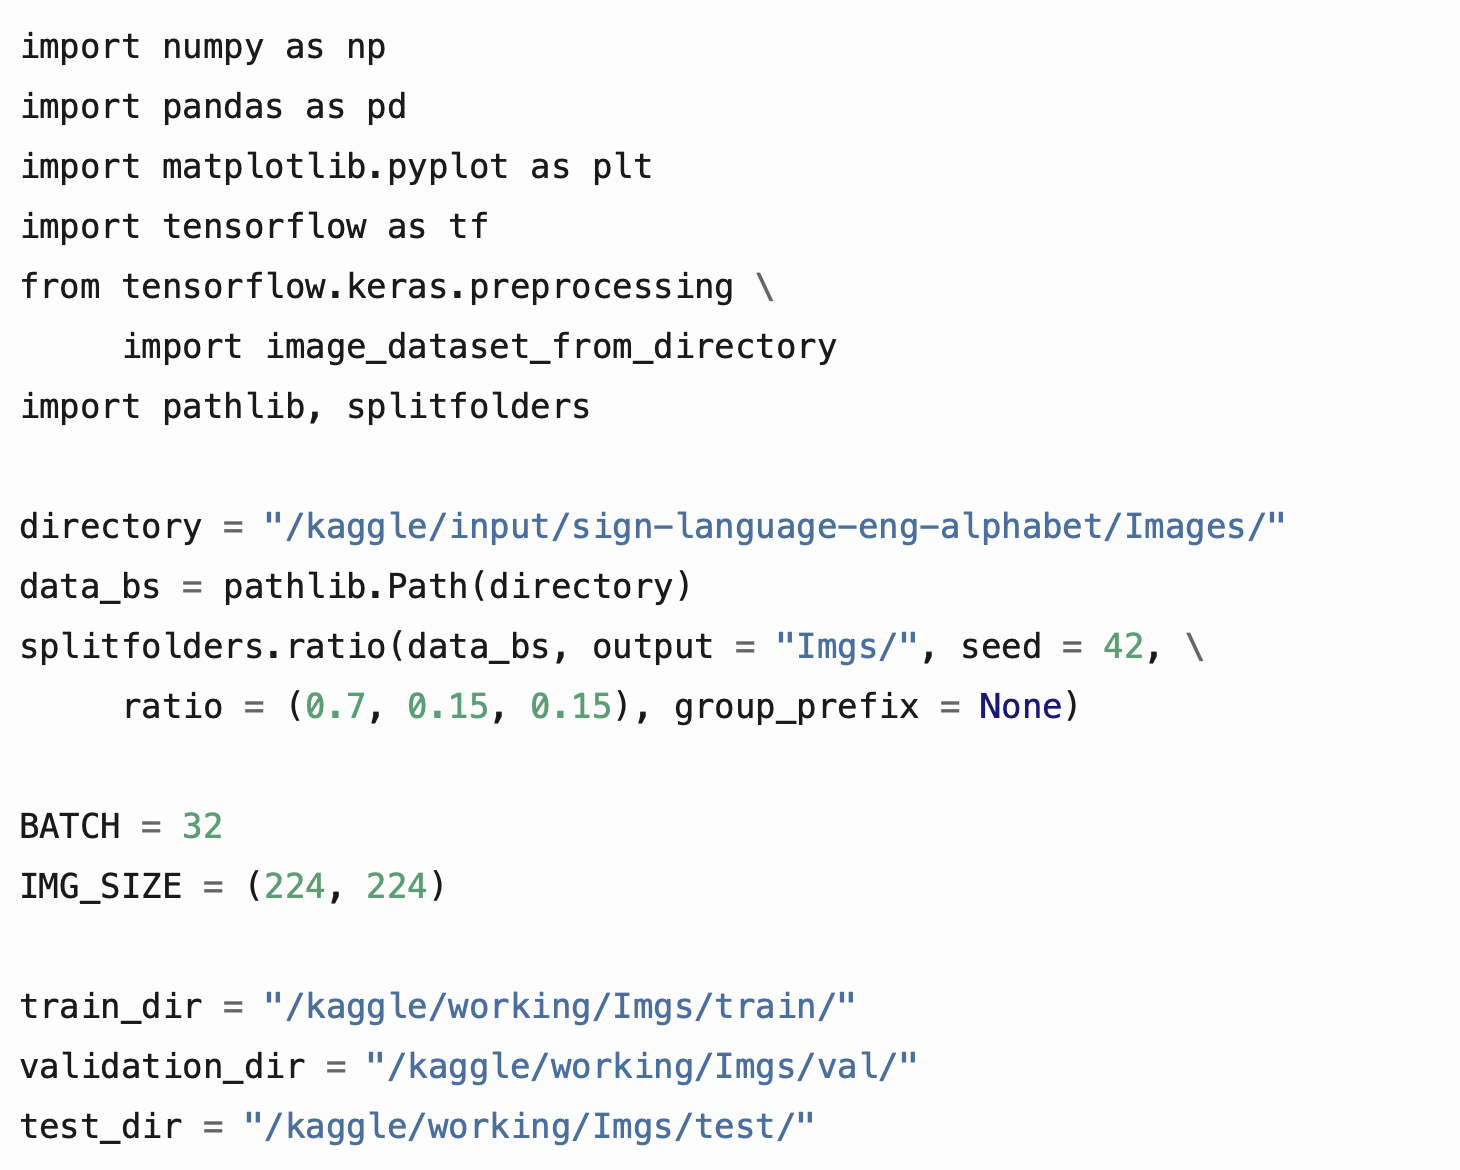 import numpy as np
import pandas as pd
import matplotlib.pyplot as plt
import tensorflow as tf
from tensorflow.keras.preprocessing \
     import image_dataset_from_directory
import pathlib, splitfolders

directory = "/kaggle/input/sign-language-eng-alphabet/Images/"
data_bs = pathlib.Path(directory)
splitfolders.ratio(data_bs, output = "Imgs/", seed = 42, \
     ratio = (0.7, 0.15, 0.15), group_prefix = None)

BATCH = 32
IMG_SIZE = (224, 224)

train_dir = "/kaggle/working/Imgs/train/"
validation_dir = "/kaggle/working/Imgs/val/"
test_dir = "/kaggle/working/Imgs/test/"